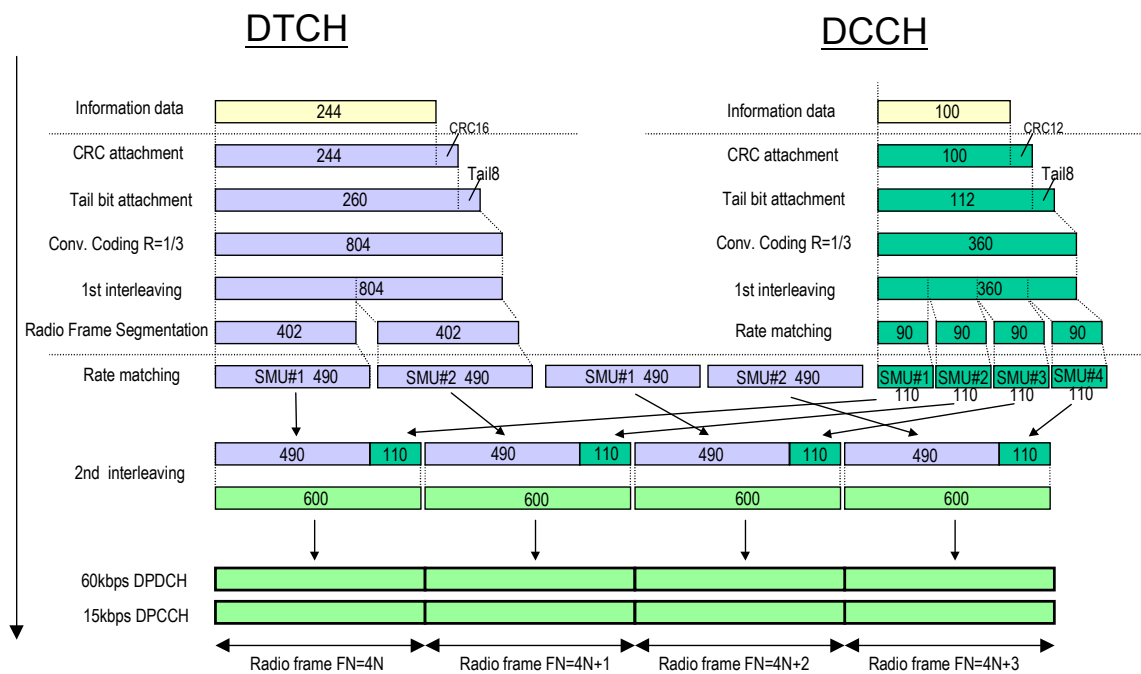 DTCH DCCH
Information data 244 Information data 100
CRC16 CRC12
CRC attachment 244 CRC attachment 100
Tail8 Tail8
Tail bit attachment 260 Tail bit attachment 112
Conv. Coding R=1/3 804 Conv. Coding R=1/3 360
1st interleaving 804 1st interleaving 360
Radio Frame Segmentation 402 402 Rate matching 90 90 90 90
Rate matching SMU#1 490 SMU#2 490 SMU#1 490 SMU#2 490 SMU#1 SMU#2 SMU#3 SMU#4
110 110 110 110
490 110 490 110 490 110 490 110
2nd interleaving
600 600 600 600
60kbps DPDCH
15kbps DPCCH
Radio frame FN=4N Radio frame FN=4N+1 Radio frame FN=4N+2 Radio frame FN=4N+3